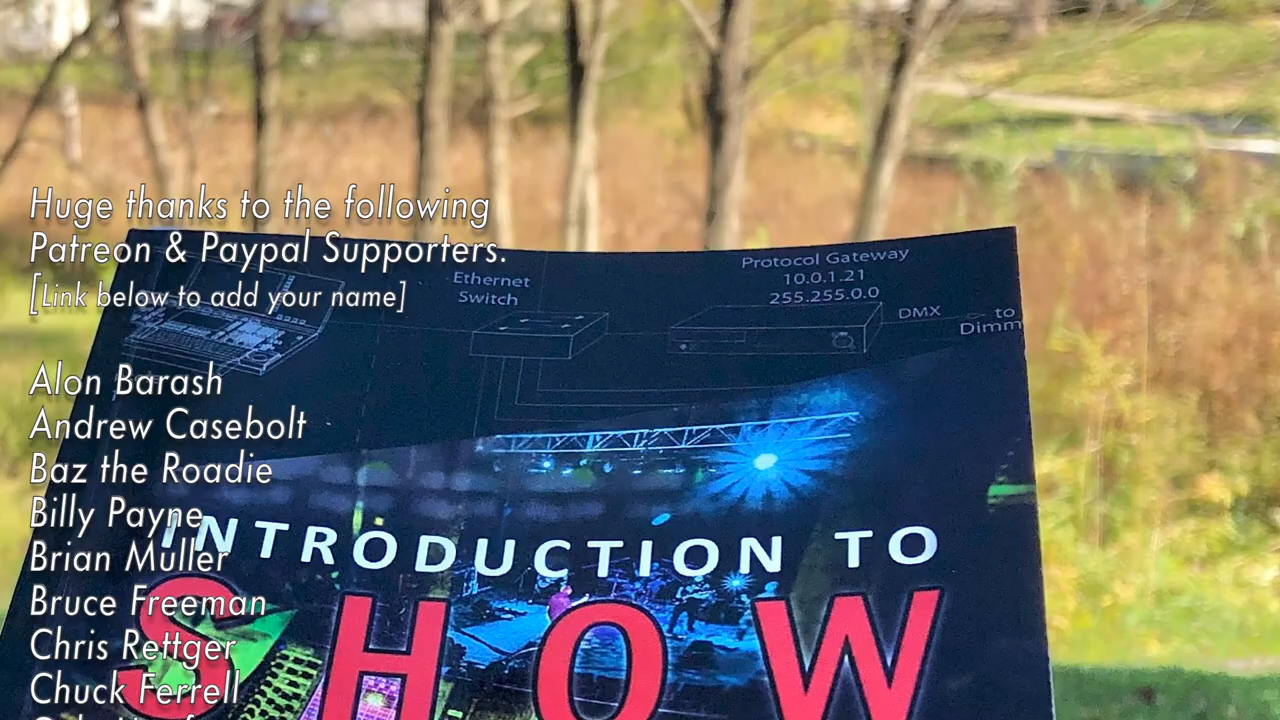 Huge thanks to the following
Patreon & Paypal Supporters.
[Link below to add your name]
Alon Barash
Andrew Casebolt
Baz the Roadie
Billy Payne
Brian Muller
Bruce Freeman
Chris Rettger
Chuck Ferrell
Ethernet
Switch
Protocol Gateway
10.0.1.21
255.255.0.0
DMX
to
Dimm
INTRODUCTION TO
SHOW